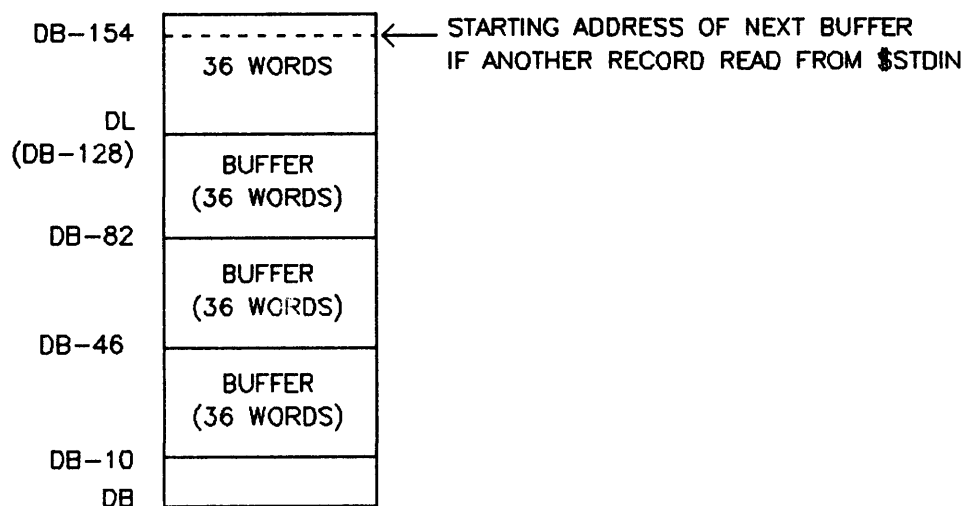 DB-154
STARTING ADDRESS OF NEXT BUFFER
IF ANOTHER RECORD READ FROM $STDIN
36 WORDS
DL
(DB-128)
BUFFER
(36 WORDS)
DB-82
BUFFER
(36 WORDS)
DB-46
BUFFER
(36 WORDS)
DB-10
DB